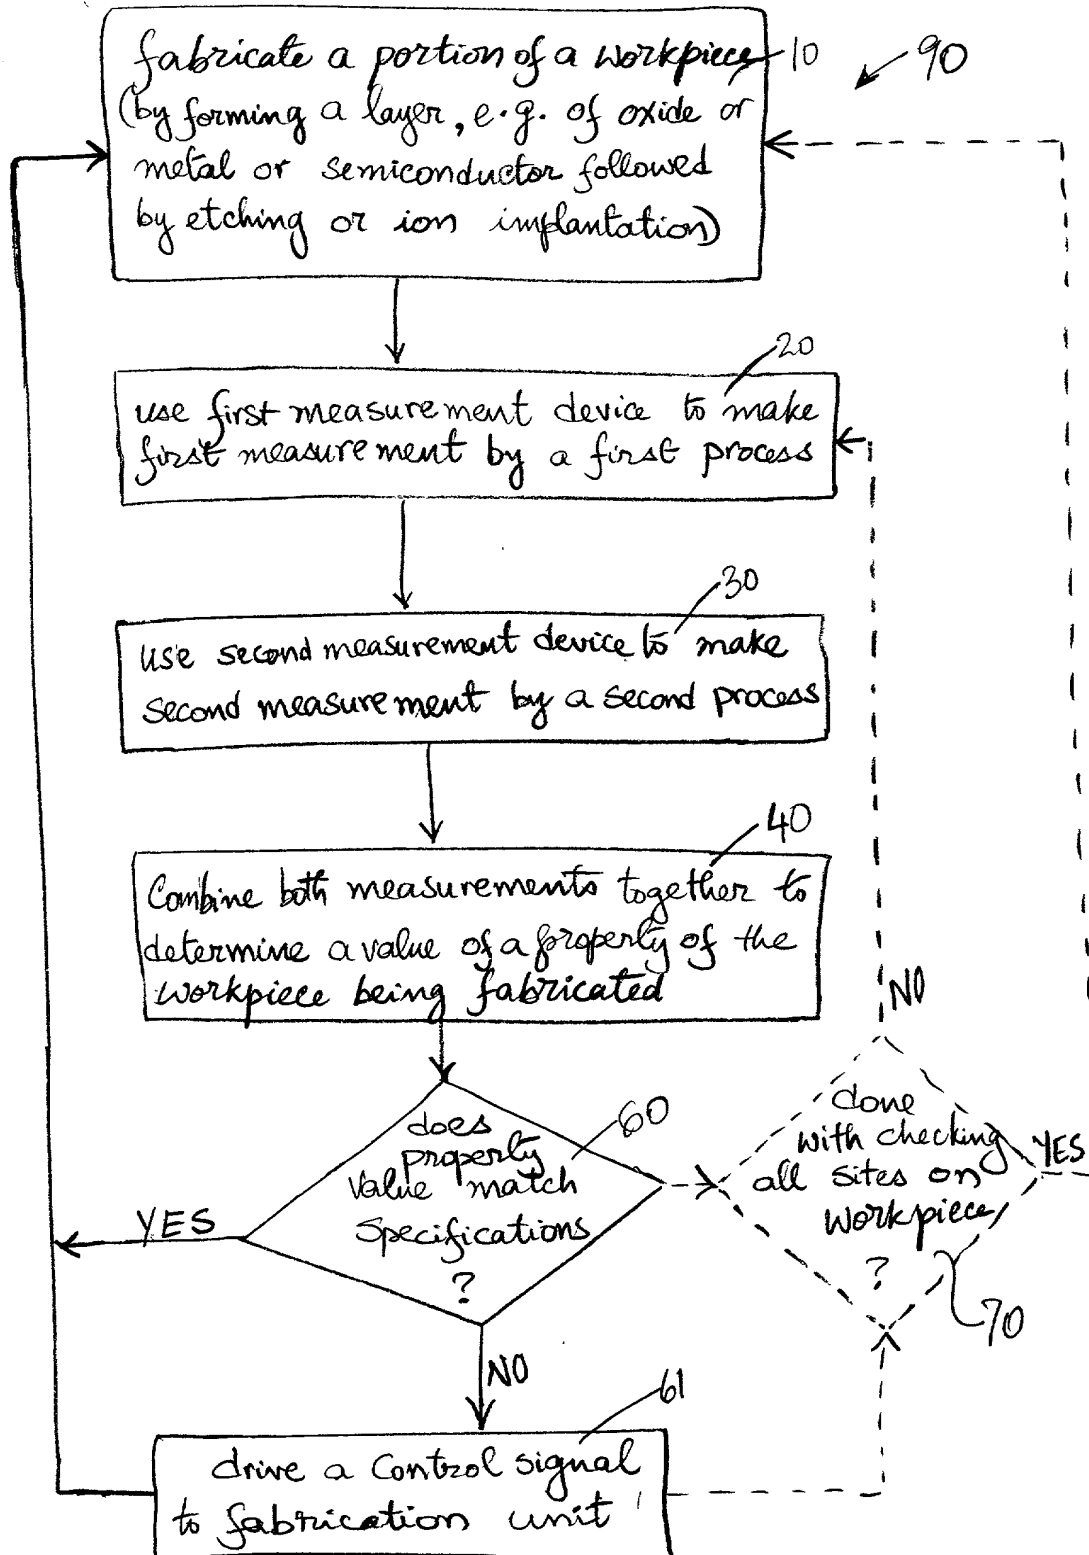 fabricate a portion of a workpiece
10
90
(by forming a layer, e.g. of oxide or
metal or semiconductor followed
by etching or ion implantation)
20
use first measurement device to make
first measurement by a first process
30
use second measurement device to make
second measurement by a second process
40
Combine both measurements together to
determine a value of a property of the
workpiece being fabricated
60
does
property
value match
specifications
?
YES
NO
NO
done
with checking
all sites on
workpiece
?
YES
70
61
drive a control signal
to fabrication unit